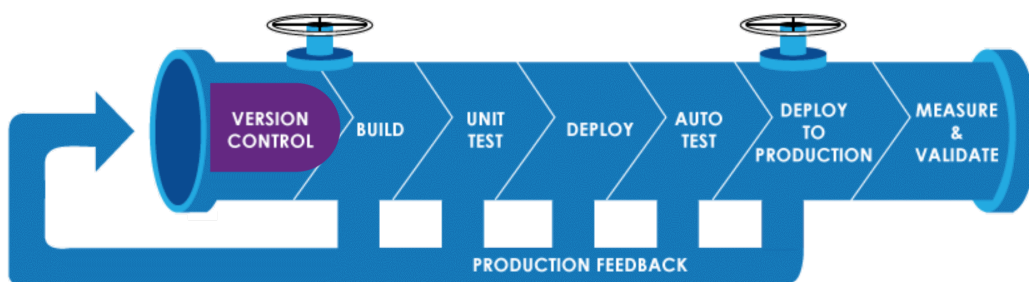 VERSION
CONTROL
BUILD
UNIT
TEST
DEPLOY
AUTO
TEST
DEPLOY
TO
PRODUCTION
MEASURE
&
VALIDATE
PRODUCTION FEEDBACK